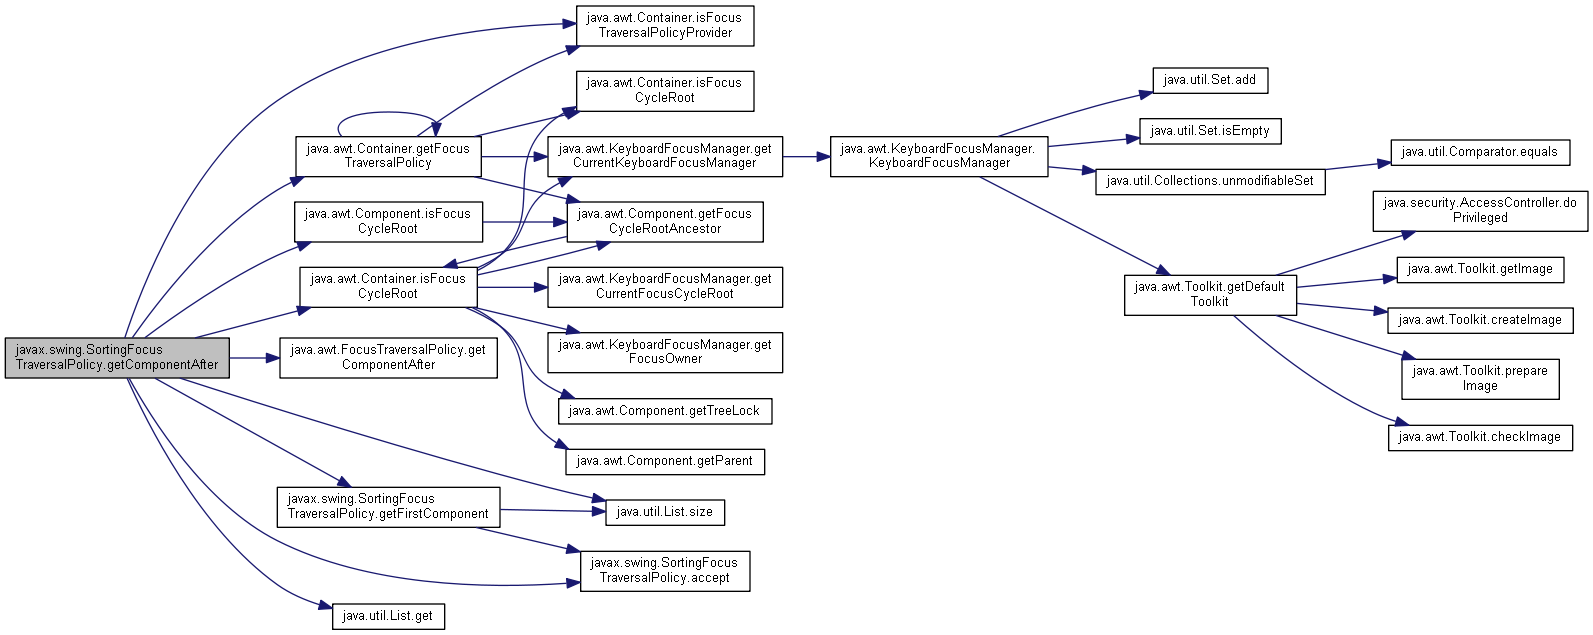 java.awt.Container.isFocus
TraversalPolicyProvider
java.awt.Container.isFocus
CycleRoot
java.awt.Container.getFocus
TraversalPolicy
java.awt.KeyboardFocusManager.get
CurrentKeyboardFocusManager
java.awt.Component.isFocus
CycleRoot
java.awt.Component.getFocus
CycleRootAncestor
java.awt.Container.isFocus
CycleRoot
java.awt.KeyboardFocusManager.get
CurrentFocusCycleRoot
javax.swing.SortingFocus
TraversalPolicy.getComponentAfter
java.awt.FocusTraversalPolicy.get
ComponentAfter
java.awt.KeyboardFocusManager.get
FocusOwner
java.awt.Component.getTreeLock
java.awt.Component.getParent
javax.swing.SortingFocus
TraversalPolicy.getFirstComponent
java.util.List.size
javax.swing.SortingFocus
TraversalPolicy.accept
java.util.List.get
java.awt.KeyboardFocusManager.
KeyboardFocusManager
java.util.Set.add
java.util.Set.isEmpty
java.util.Collections.unmodifiableSet
java.util.Comparator.equals
java.awt.Toolkit.getDefault
Toolkit
java.security.AccessController.do
Privileged
java.awt.Toolkit.getImage
java.awt.Toolkit.createImage
java.awt.Toolkit.prepare
Image
java.awt.Toolkit.checkImage